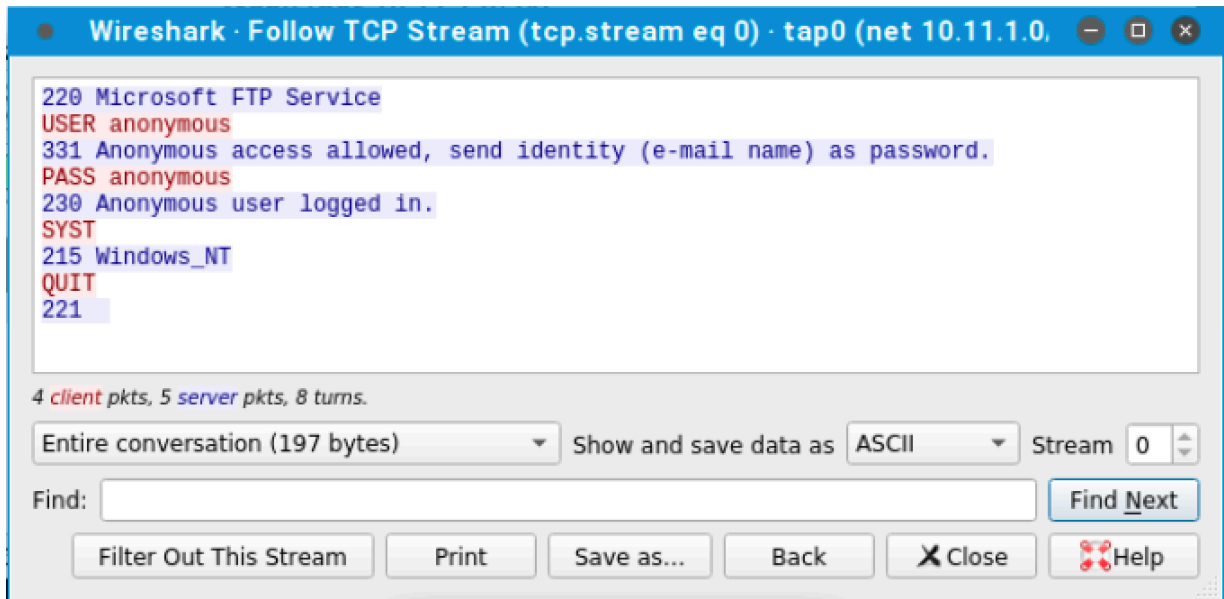 Wireshark · Follow TCP Stream (tcp.stream eq 0) · tap0 (net 10.11.1.0/
220 Microsoft FTP Service
USER anonymous
331 Anonymous access allowed, send identity (e-mail name) as password.
PASS anonymous
230 Anonymous user logged in.
SYST
215 Windows_NT
QUIT
221
4 client pkts, 5 server pkts, 8 turns.
Entire conversation (197 bytes) Show and save data as ASCII Stream 0
Find: Find Next
Filter Out This Stream Print Save as... Back Close Help